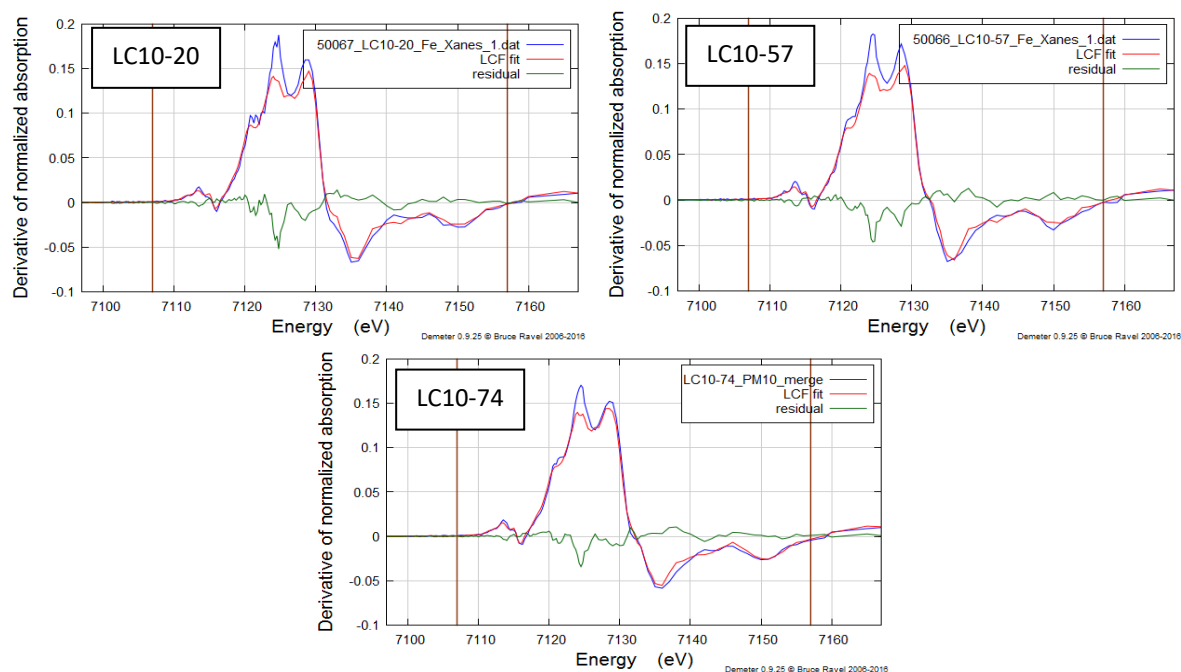 LC10-20
50067_LC10-20_Fe_Xanes_1.dat
LCF fit
residual
Derivative of normalized absorption
0.2
0.15
0.1
0.05
0
-0.05
-0.1
7100 7110 7120 7130 7140 7150 7160
Energy (eV)
Demeter 0.9.25 © Bruce Ravel 2006-2016
LC10-57
50066_LC10-57_Fe_Xanes_1.dat
LCF fit
residual
Derivative of normalized absorption
0.2
0.15
0.1
0.05
0
-0.05
-0.1
7100 7110 7120 7130 7140 7150 7160
Energy (eV)
Demeter 0.9.25 © Bruce Ravel 2006-2016
LC10-74
LC10-74_PM10_merge
LCF fit
residual
Derivative of normalized absorption
0.2
0.15
0.1
0.05
0
-0.05
-0.1
7100 7110 7120 7130 7140 7150 7160
Energy (eV)
Demeter 0.9.25 © Bruce Ravel 2006-2016